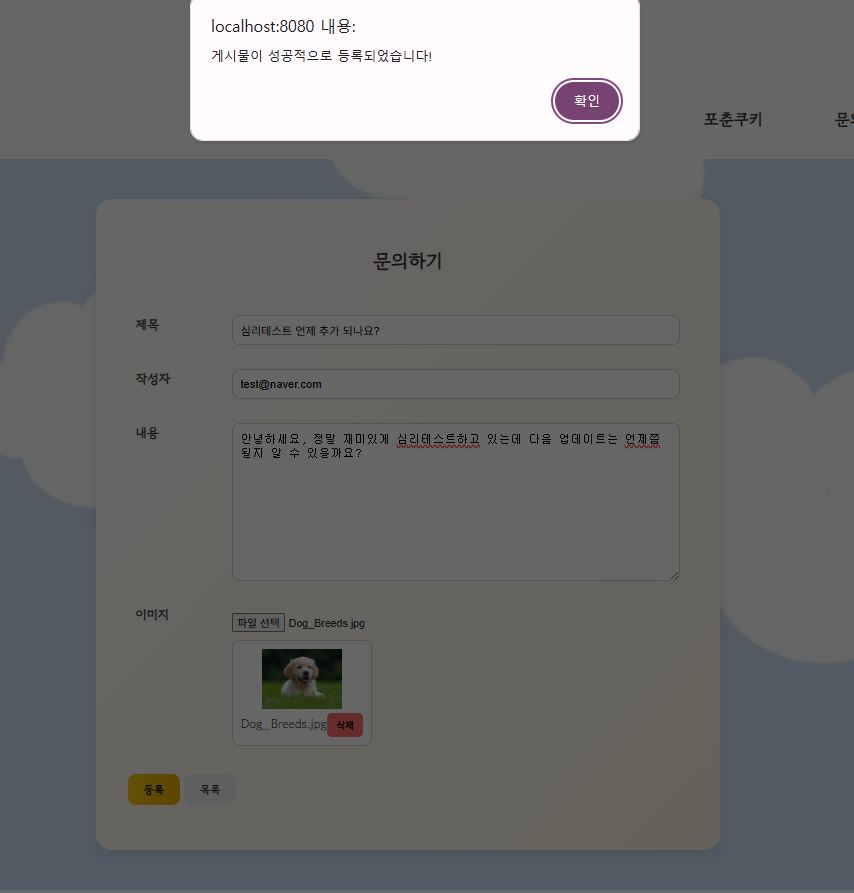 localhost:8080 내용:
게시물이 성공적으로 등록되었습니다!
확인
포춘쿠키
문의하기
제목
심리테스트 언제 추가 되나요?
작성자
test@naver.com
내용
안녕하세요, 정말 재미있게 심리테스트하고 있는데 다음 업데이트는 언제쯤
될지 알 수 있을까요?
이미지
파일 선택 Dog_Breeds.jpg
Dog_Breeds.jpg 삭제
등록 목록